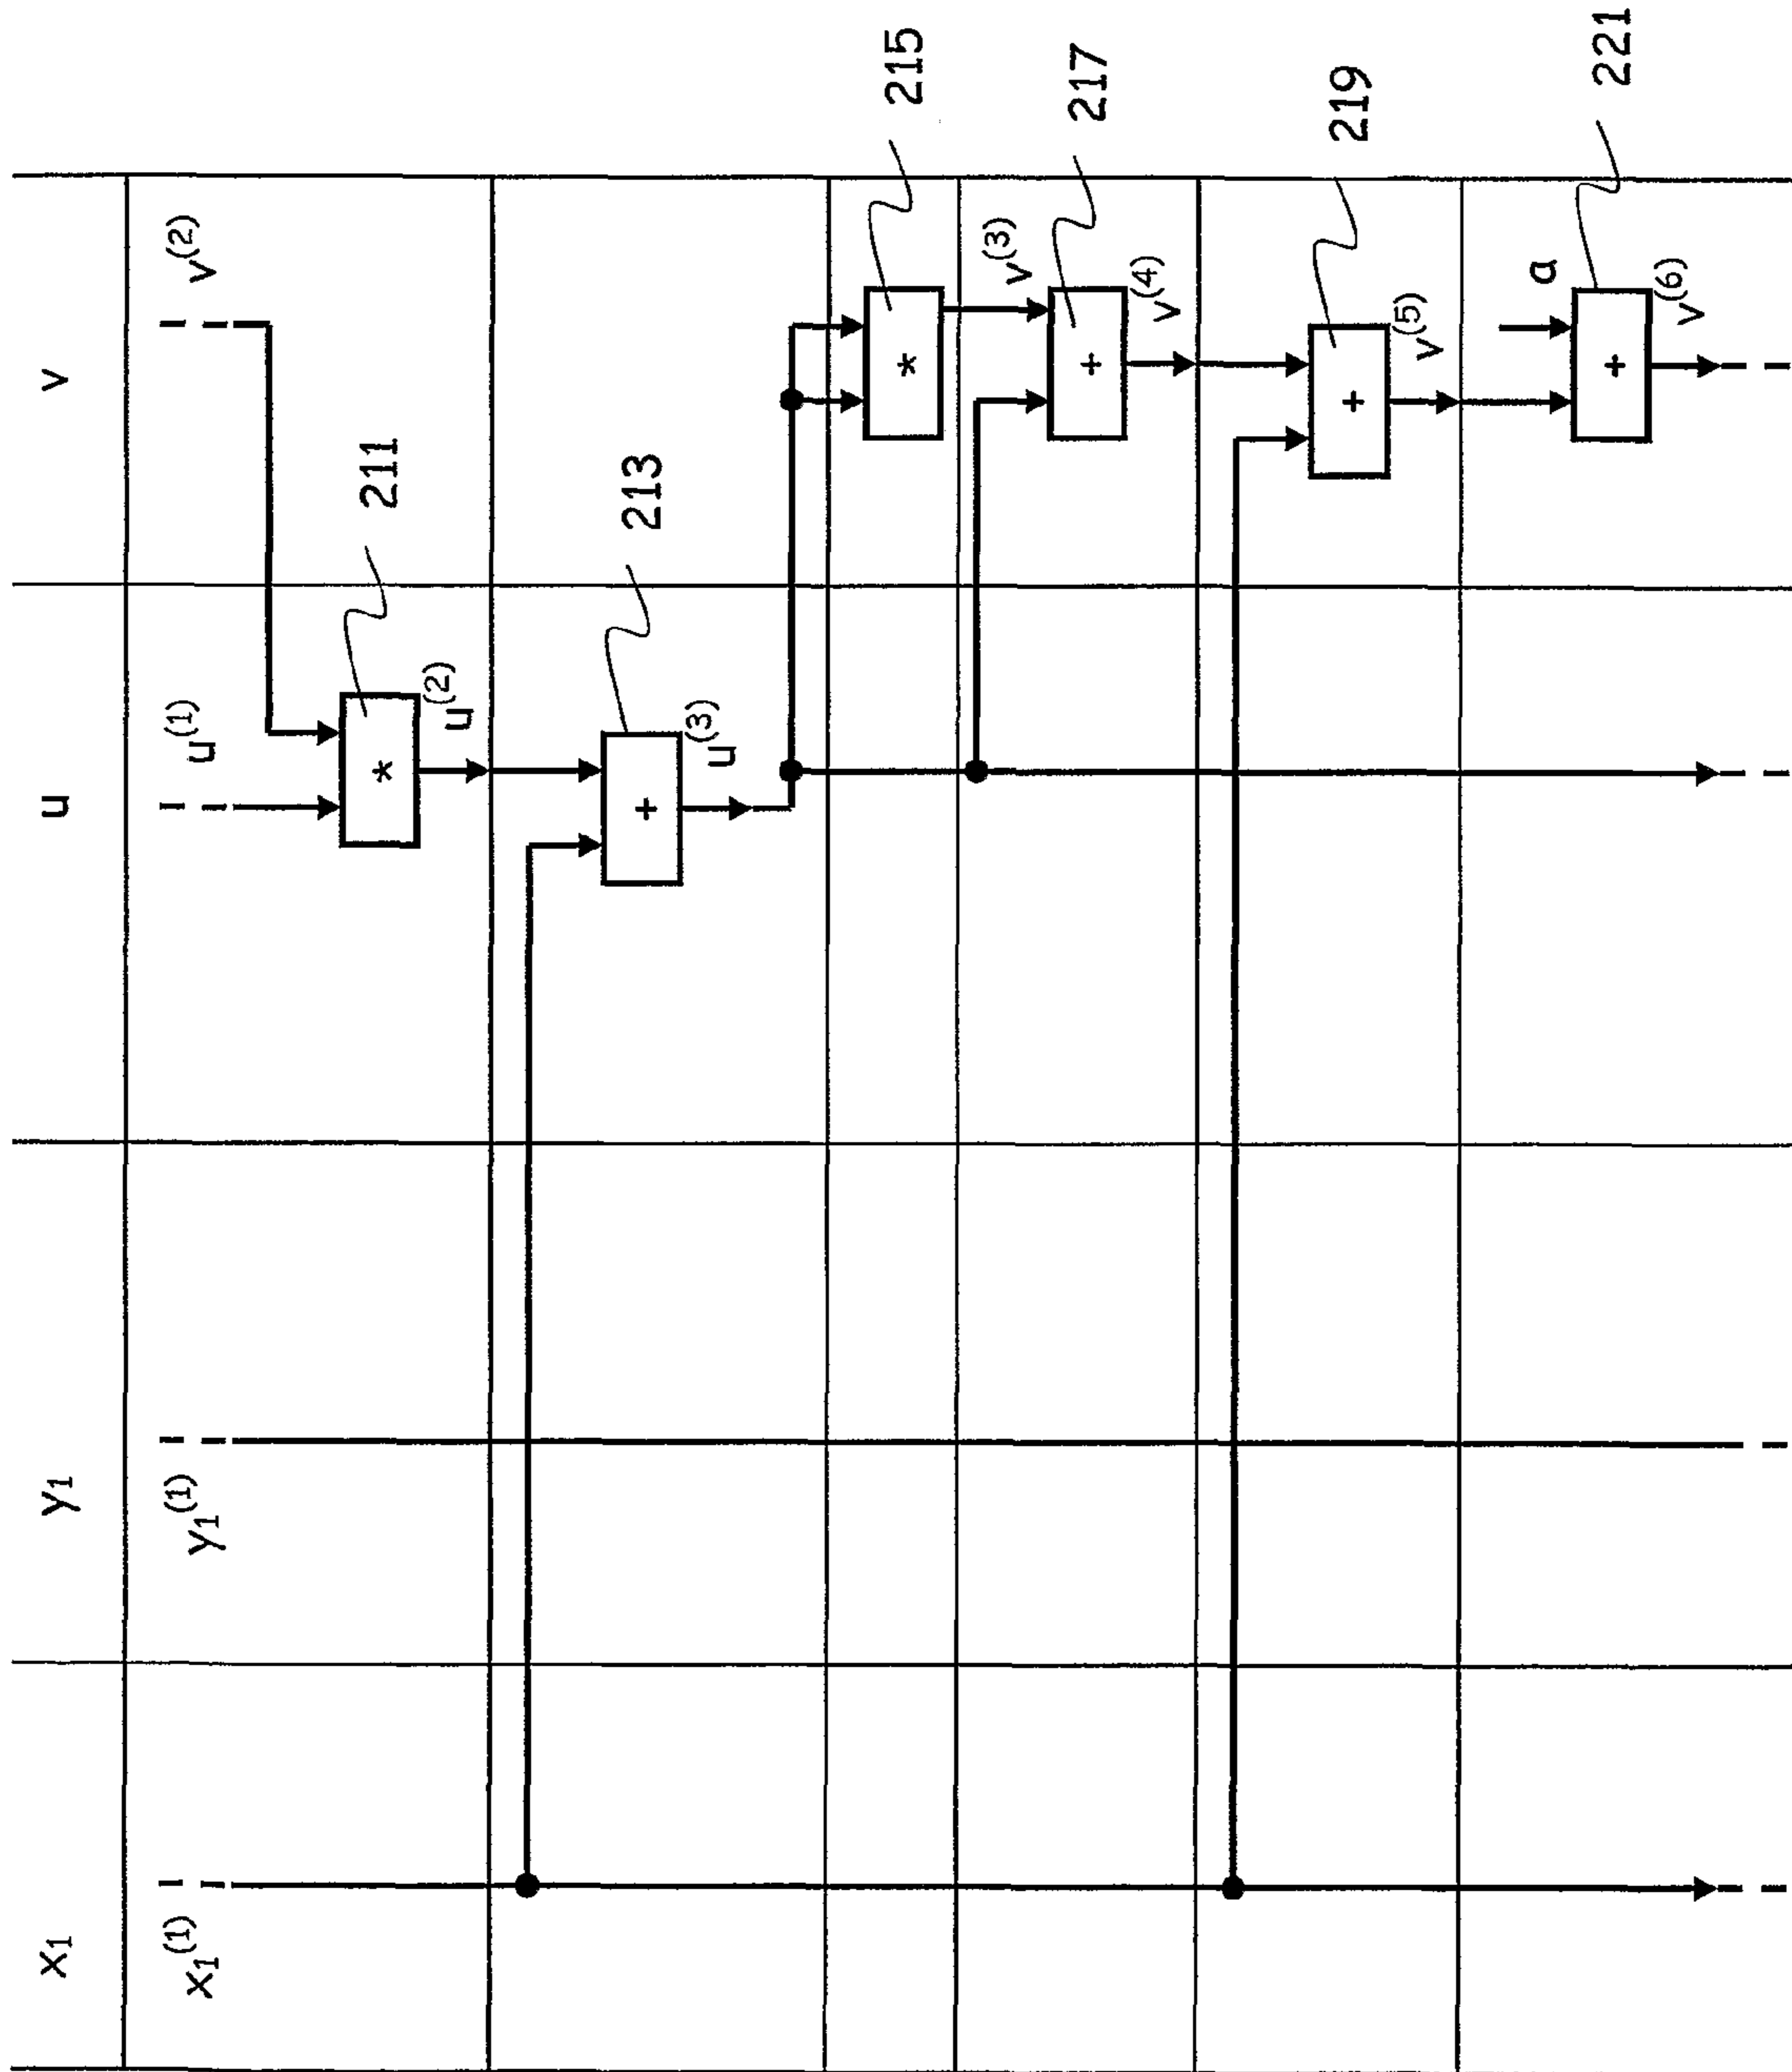 x₁ y₁ u v
x₁⁽¹⁾ y₁⁽¹⁾ u⁽¹⁾ v⁽²⁾
* 211
u⁽²⁾
+ 213
u⁽³⁾
* 215
v⁽³⁾
+ 217
v⁽⁴⁾
+ 219
v⁽⁵⁾
a
+ 221
v⁽⁶⁾